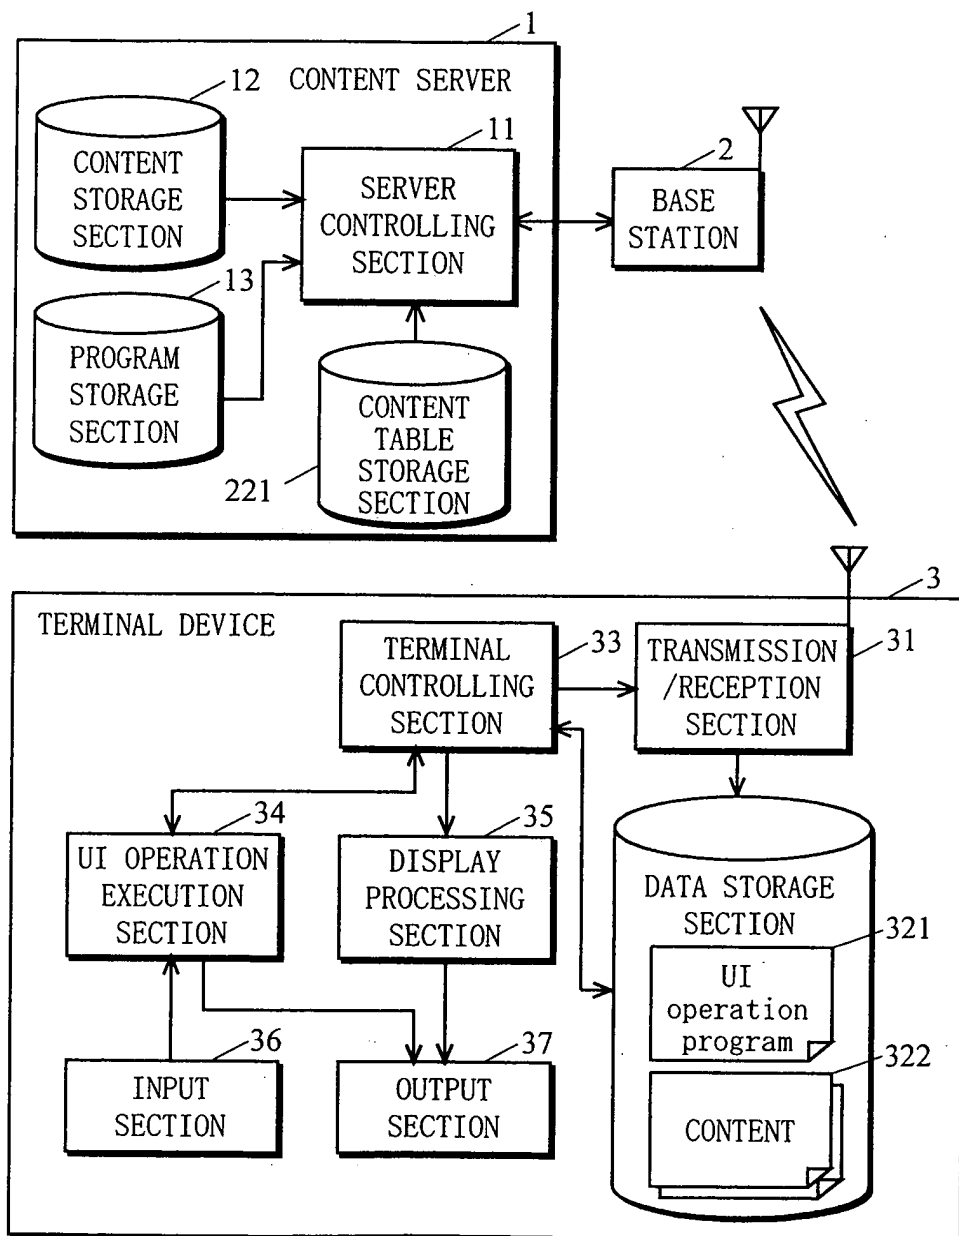 1
CONTENT SERVER
12
CONTENT
STORAGE
SECTION
11
SERVER
CONTROLLING
SECTION
2
BASE
STATION
13
PROGRAM
STORAGE
SECTION
CONTENT
TABLE
STORAGE
SECTION
221
3
TERMINAL DEVICE
33
TERMINAL
CONTROLLING
SECTION
31
TRANSMISSION
/RECEPTION
SECTION
34
UI OPERATION
EXECUTION
SECTION
35
DISPLAY
PROCESSING
SECTION
DATA STORAGE
SECTION
321
UI
operation
program
36
INPUT
SECTION
37
OUTPUT
SECTION
322
CONTENT